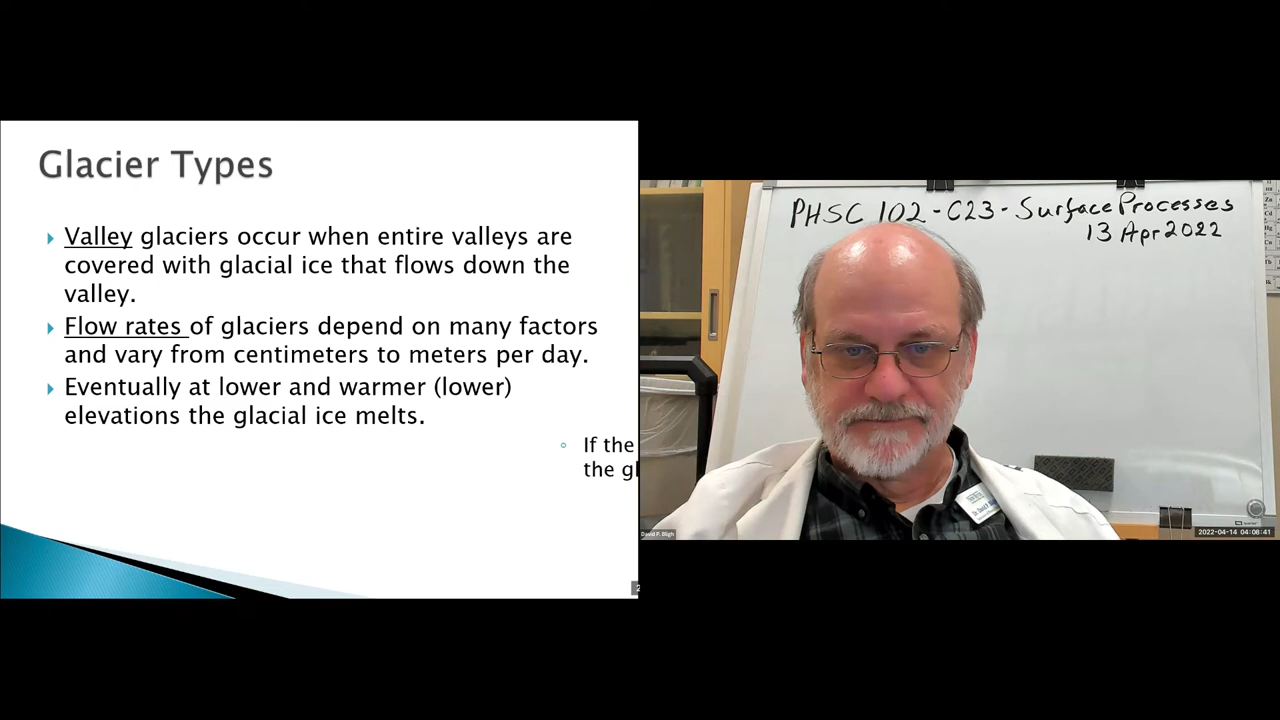 Glacier Types
Valley glaciers occur when entire valleys are
covered with glacial ice that flows down the
valley.
Flow rates of glaciers depend on many factors
and vary from centimeters to meters per day.
Eventually at lower and warmer (lower)
elevations the glacial ice melts.
If the
the gl
2
PHSC 102 - C23 - Surface Processes
13 Apr 2022
David P. Bligh
2022-04-14 04:08:41